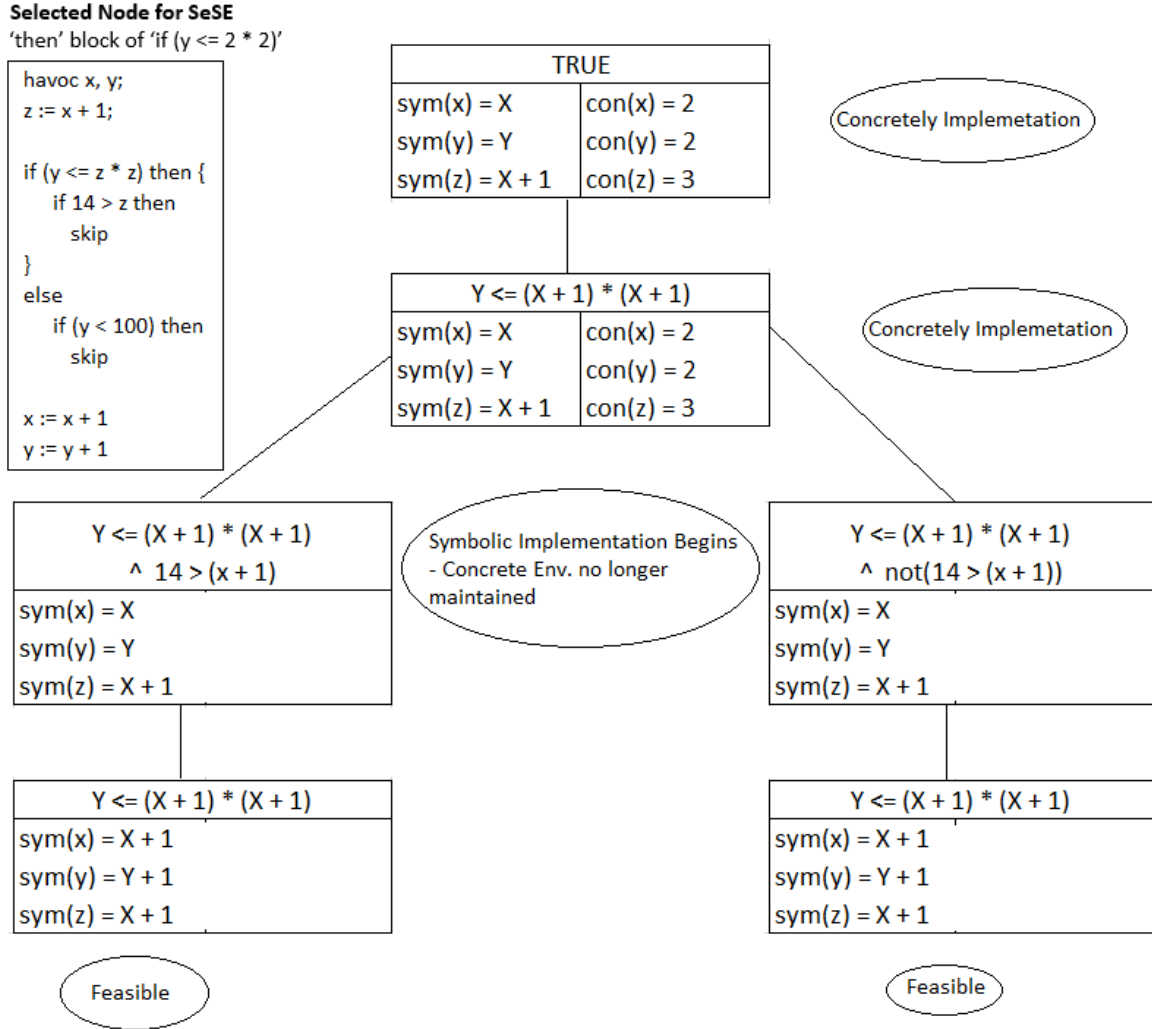 Selected Node for SeSE
'then' block of 'if (y <= 2 * 2)'
havoc x, y;
z := x + 1;
if (y <= z * z) then {
if 14 > z then
skip
}
else
if (y < 100) then
skip
x := x + 1
y := y + 1
TRUE
sym(x) = X
con(x) = 2
sym(y) = Y
con(y) = 2
sym(z) = X + 1
con(z) = 3
Concretely Implemetation
Y <= (X + 1) * (X + 1)
sym(x) = X
con(x) = 2
sym(y) = Y
con(y) = 2
sym(z) = X + 1
con(z) = 3
Concretely Implemetation
Y <= (X + 1) * (X + 1)
^ 14 > (x + 1)
sym(x) = X
sym(y) = Y
sym(z) = X + 1
Symbolic Implementation Begins
- Concrete Env. no longer
maintained
Y <= (X + 1) * (X + 1)
^ not(14 > (x + 1))
sym(x) = X
sym(y) = Y
sym(z) = X + 1
Y <= (X + 1) * (X + 1)
sym(x) = X + 1
sym(y) = Y + 1
sym(z) = X + 1
Feasible
Y <= (X + 1) * (X + 1)
sym(x) = X + 1
sym(y) = Y + 1
sym(z) = X + 1
Feasible